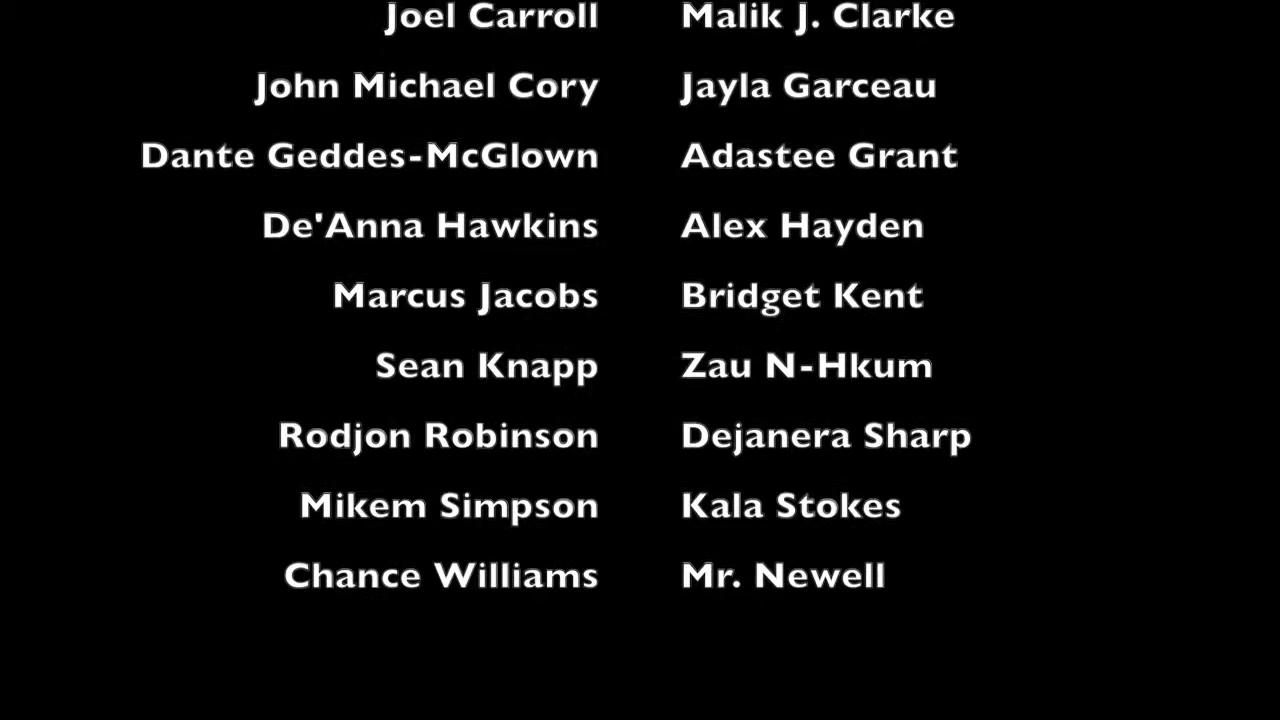 Joel Carroll Malik J. Clarke
John Michael Cory Jayla Garceau
Dante Geddes-McGlown Adastee Grant
De'Anna Hawkins Alex Hayden
Marcus Jacobs Bridget Kent
Sean Knapp Zau N-Hkum
Rodjon Robinson Dejanera Sharp
Mikem Simpson Kala Stokes
Chance Williams Mr. Newell